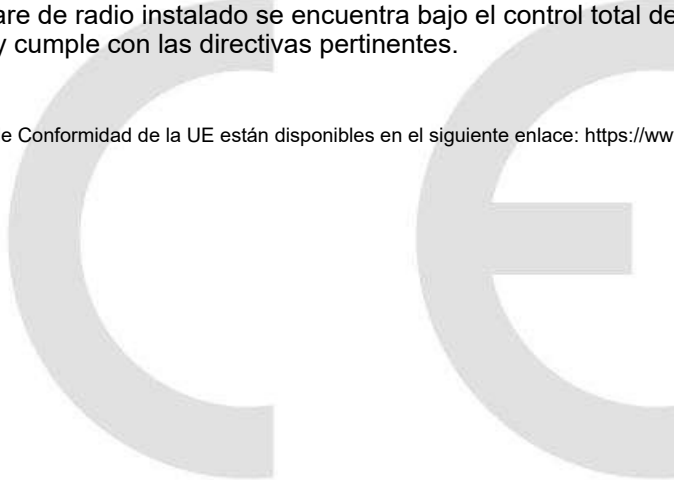 are de radio instalado se encuentra bajo el control total de
y cumple con las directivas pertinentes.
e Conformidad de la UE están disponibles en el siguiente enlace: https://ww